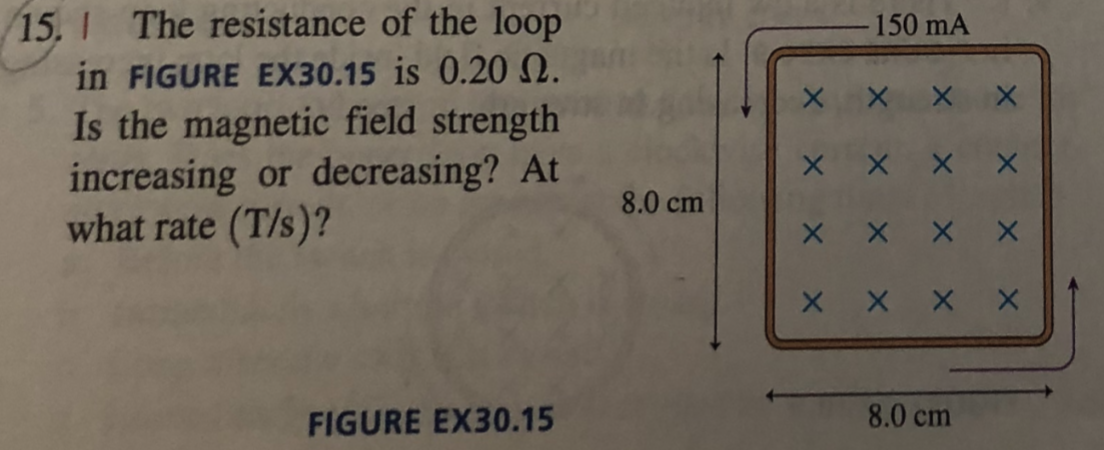 15. | The resistance of the loop
in FIGURE EX30.15 is 0.20 Ω.
Is the magnetic field strength
increasing or decreasing? At
what rate (T/s)?
150 mA
× × × ×
× × × ×
8.0 cm
× × × ×
× × × ×
8.0 cm
FIGURE EX30.15